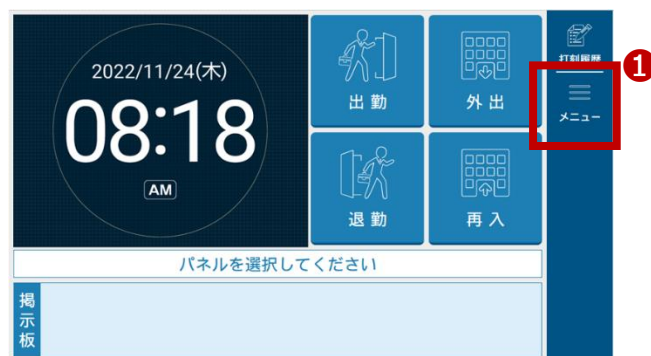 2022/11/24(木)
08:18
AM
出勤
外出
退勤
再入
打刻履歴
メニュー
1
パネルを選択してください
掲示板